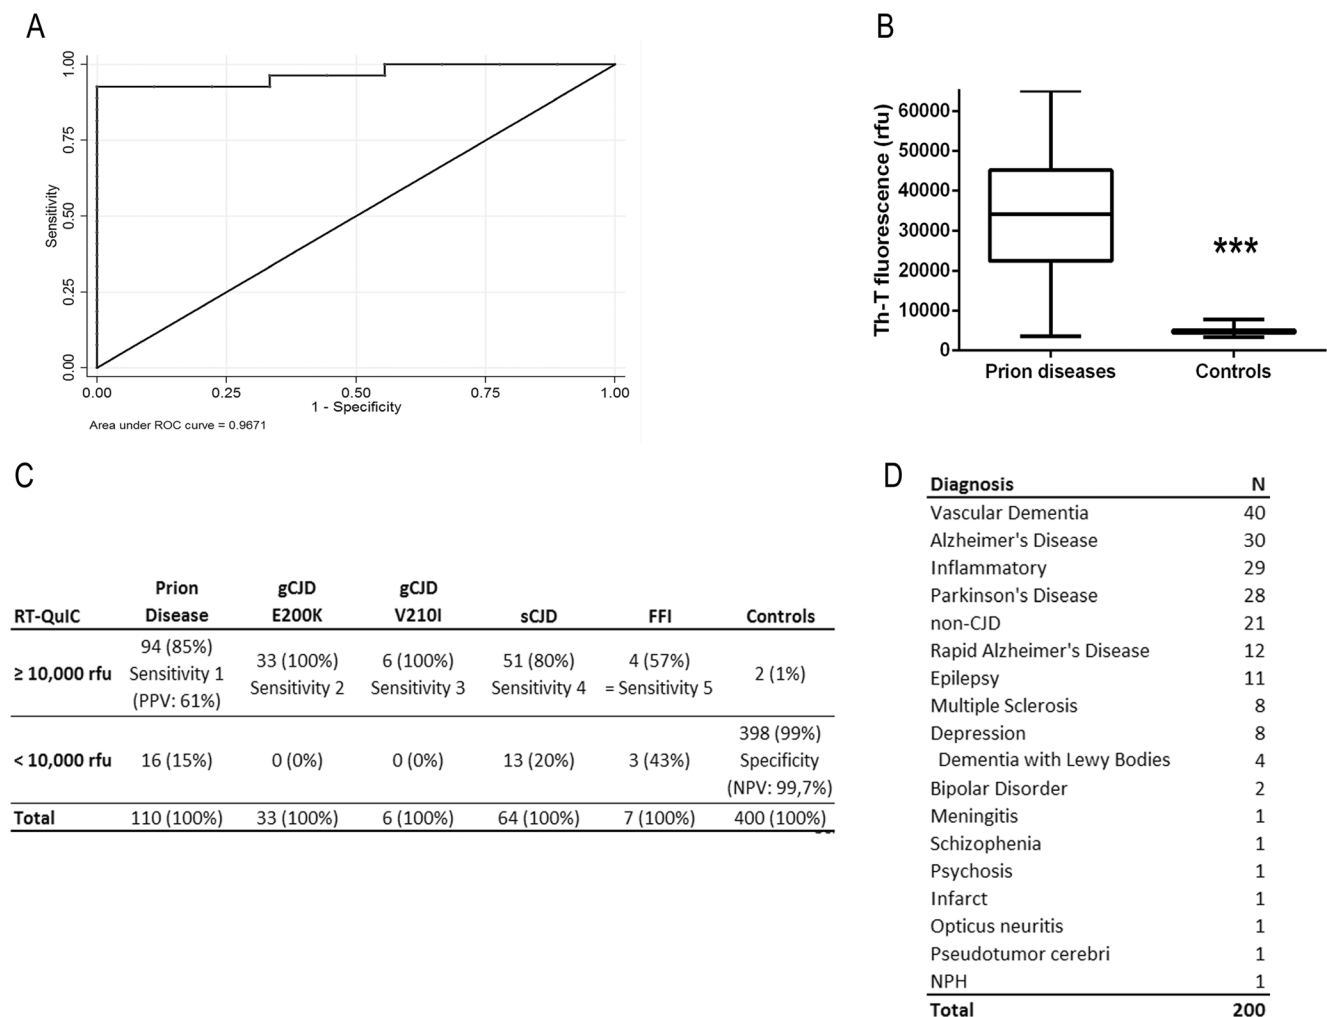 A
Sensitivity
1.00
0.75
0.50
0.25
0.00
0.00 0.25 0.50 0.75 1.00
1 - Specificity
Area under ROC curve = 0.9671
B
Th-T fluorescence (rfu)
60000
50000
40000
30000
20000
10000
0
***
Prion diseases Controls
C
Prion gCJD gCJD
RT-QuIC Disease E200K V210I sCJD FFI Controls
94 (85%)
≥ 10,000 rfu Sensitivity 1 33 (100%) 6 (100%) 51 (80%) 4 (57%) 2 (1%)
(PPV: 61%) Sensitivity 2 Sensitivity 3 Sensitivity 4 = Sensitivity 5
398 (99%)
< 10,000 rfu 16 (15%) 0 (0%) 0 (0%) 13 (20%) 3 (43%) Specificity
(NPV: 99,7%)
Total 110 (100%) 33 (100%) 6 (100%) 64 (100%) 7 (100%) 400 (100%)
D
Diagnosis N
Vascular Dementia 40
Alzheimer's Disease 30
Inflammatory 29
Parkinson's Disease 28
non-CJD 21
Rapid Alzheimer's Disease 12
Epilepsy 11
Multiple Sclerosis 8
Depression 8
Dementia with Lewy Bodies 4
Bipolar Disorder 2
Meningitis 1
Schizophenia 1
Psychosis 1
Infarct 1
Opticus neuritis 1
Pseudotumor cerebri 1
NPH 1
Total 200